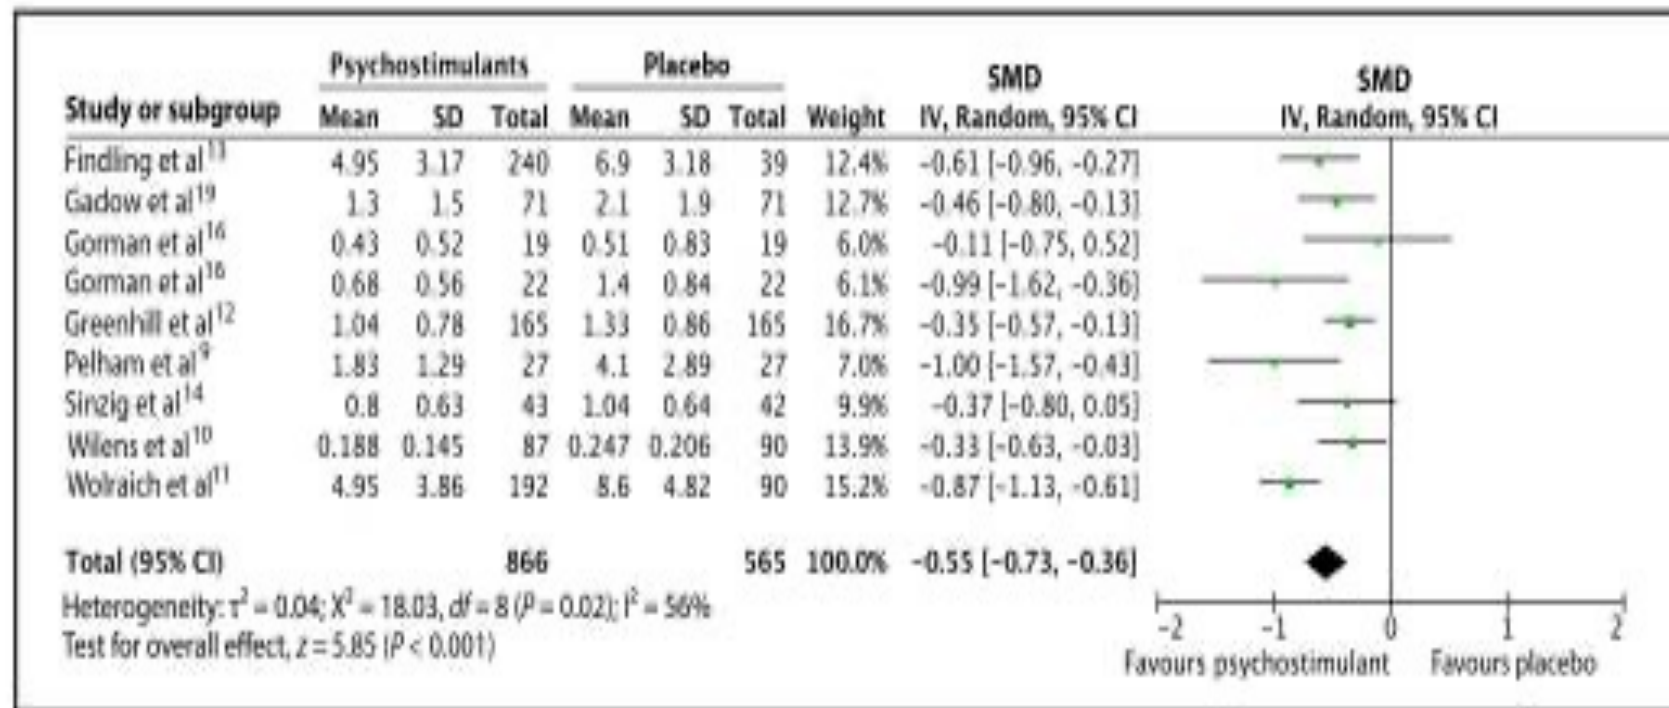 Psychostimulants Placebo SMD SMD
Study or subgroup Mean SD Total Mean SD Total Weight IV, Random, 95% CI IV, Random, 95% CI
Findling et al13 4.95 3.17 240 6.9 3.18 39 12.4% −0.61 [−0.96, −0.27]
Gadow et al19 1.3 1.5 71 2.1 1.9 71 12.7% −0.46 [−0.80, −0.13]
Gorman et al16 0.43 0.52 19 0.51 0.83 19 6.0% −0.11 [−0.75, 0.52]
Gorman et al16 0.68 0.56 22 1.4 0.84 22 6.1% −0.99 [−1.62, −0.36]
Greenhill et al12 1.04 0.78 165 1.33 0.86 165 16.7% −0.35 [−0.57, −0.13]
Pelham et al9 1.83 1.29 27 4.1 2.89 27 7.0% −1.00 [−1.57, −0.43]
Sinzig et al14 0.8 0.63 43 1.04 0.64 42 9.9% −0.37 [−0.80, 0.05]
Wilens et al10 0.188 0.145 87 0.247 0.206 90 13.9% −0.33 [−0.63, −0.03]
Wolraich et al11 4.95 3.86 192 8.6 4.82 90 15.2% −0.87 [−1.13, −0.61]
Total (95% CI) 866 565 100.0% −0.55 [−0.73, −0.36]
Heterogeneity: τ2 = 0.04; X2 = 18.03, df = 8 (P = 0.02); I2 = 56%
Test for overall effect, z = 5.85 (P < 0.001)
−2 −1 0 1 2
Favours psychostimulant Favours placebo